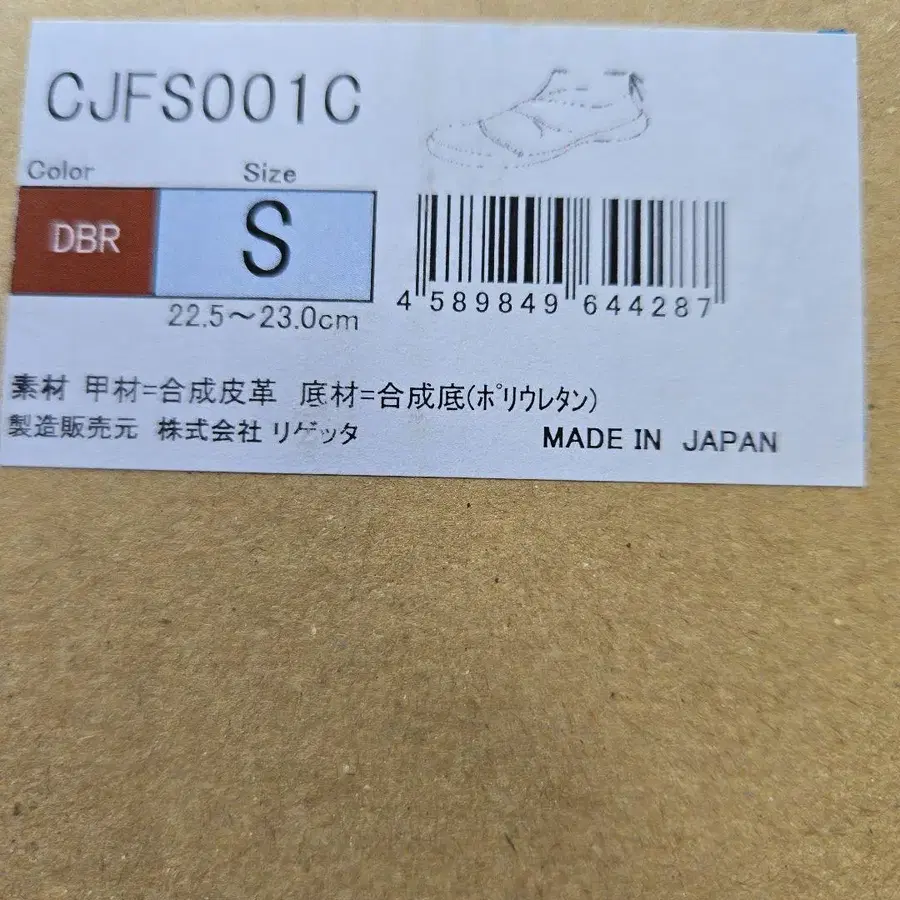 CJFS001C
Color Size
DBR S
22.5～23.0cm
4 589849 644287
素材 甲材=合成皮革 底材=合成底(ﾎﾟﾘｳﾚﾀﾝ)
製造販売元 株式会社 リゲッタ
MADE IN JAPAN